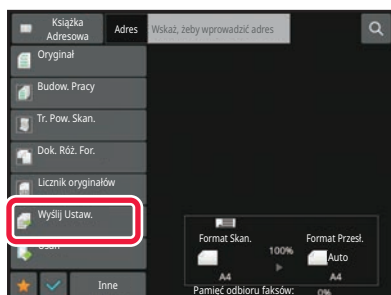 Książka
Adresowa
Adres
Wskaż, żeby wprowadzić adres
Oryginał
Budow. Pracy
Tr. Pow. Skan.
Dok. Róż. For.
Licznik oryginałów
Wyślij Ustaw.
Inne
Format Skan.
Format Przesł.
100%
Auto
A4
A4
Pamięć odbioru faksów:
0%